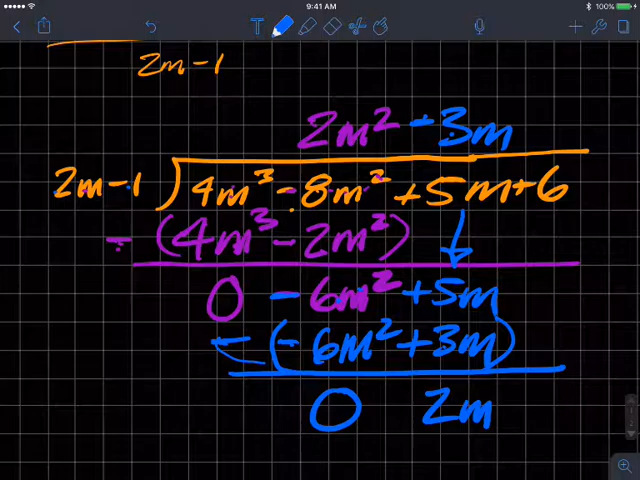 9:41 AM
100%
T
2m-1
2m² -3m
2m-1 ) 4m³ -8m² +5m+6
- (4m³ - 2m²)
0 -6m² +5m
- (-6m² +3m)
0 2m